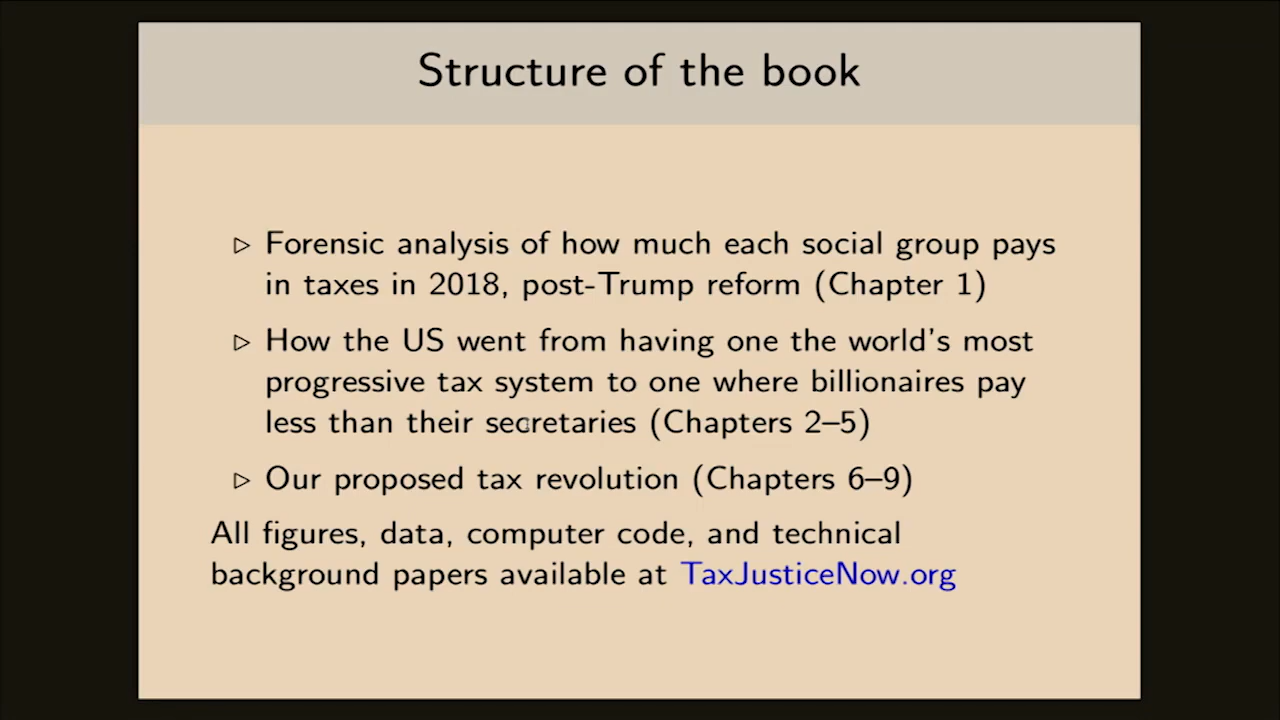 Structure of the book
▷ Forensic analysis of how much each social group pays
in taxes in 2018, post-Trump reform (Chapter 1)
▷ How the US went from having one the world's most
progressive tax system to one where billionaires pay
less than their secretaries (Chapters 2–5)
▷ Our proposed tax revolution (Chapters 6–9)
All figures, data, computer code, and technical
background papers available at TaxJusticeNow.org